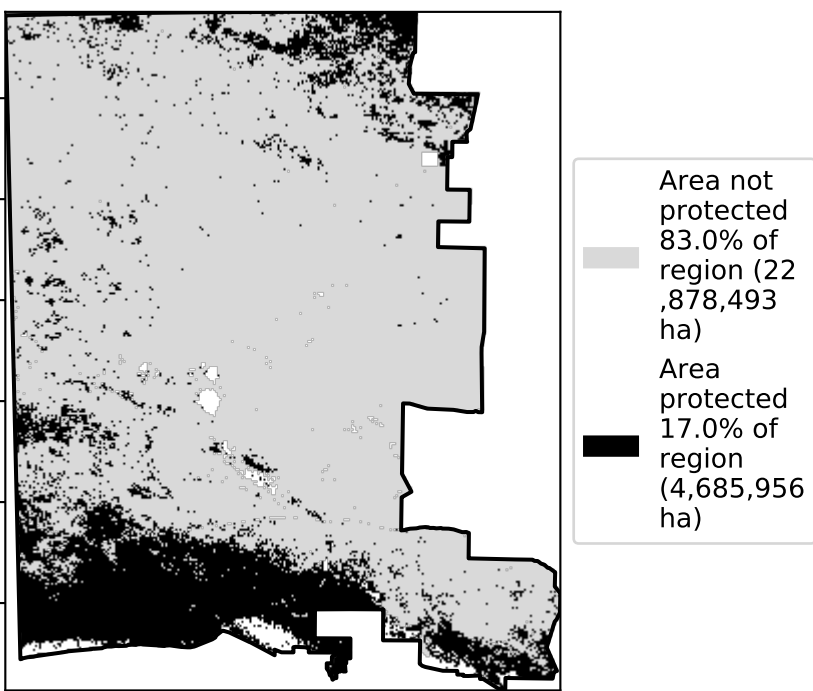 Area not
protected
83.0% of
region (22
,878,493
ha)
Area
protected
17.0% of
region
(4,685,956
ha)